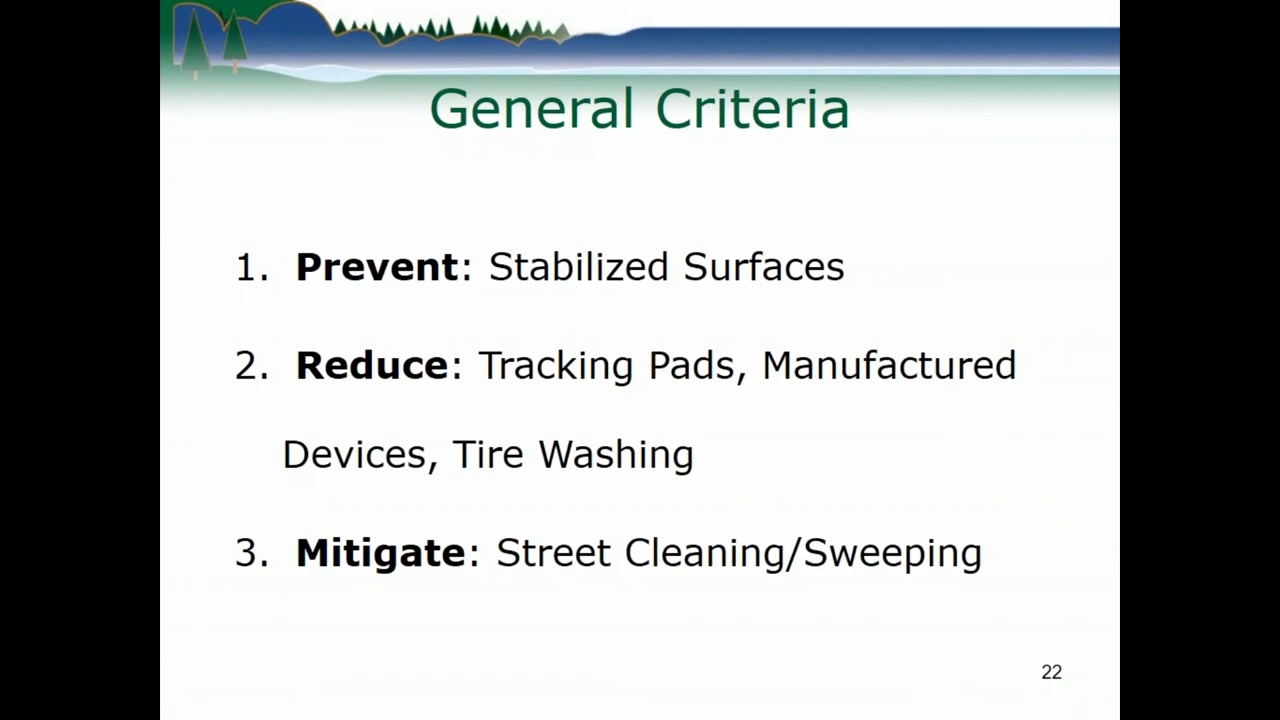 General Criteria
1. Prevent: Stabilized Surfaces
2. Reduce: Tracking Pads, Manufactured
Devices, Tire Washing
3. Mitigate: Street Cleaning/Sweeping
22